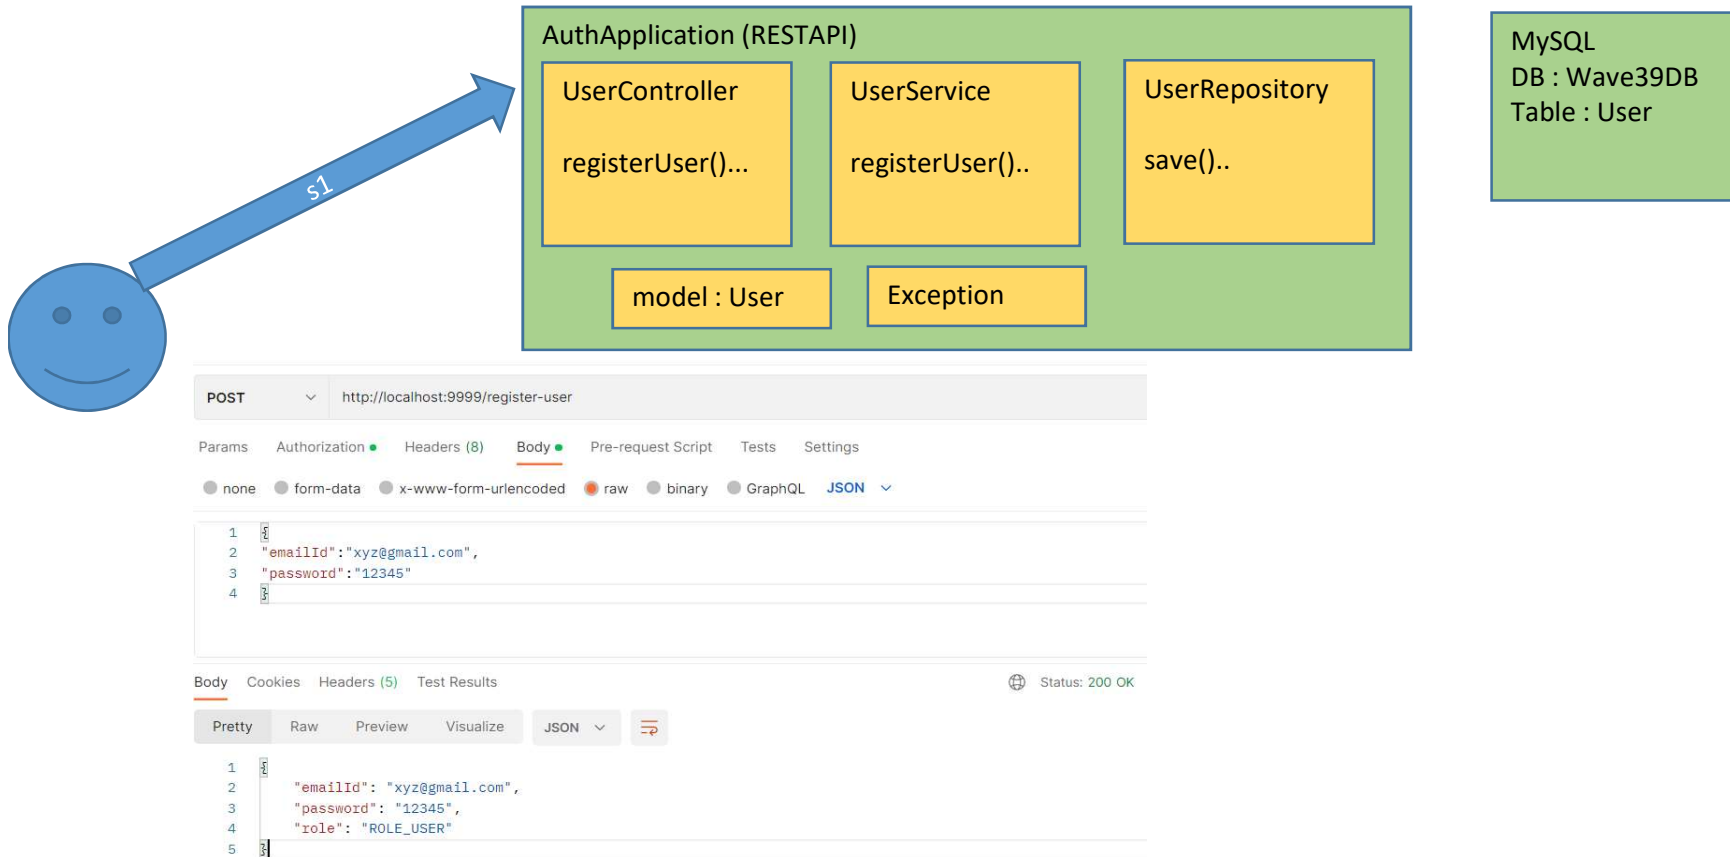 AuthApplication (RESTAPI)
UserController
registerUser()...
UserService
registerUser()..
UserRepository
save()..
model : User
Exception
MySQL
DB : Wave39DB
Table : User
s1
POST http://localhost:9999/register-user
Params Authorization Headers (8) Body Pre-request Script Tests Settings
none form-data x-www-form-urlencoded raw binary GraphQL JSON
1 {
2 "emailId":"xyz@gmail.com",
3 "password":"12345"
4 }
Body Cookies Headers (5) Test Results Status: 200 OK
Pretty Raw Preview Visualize JSON
1 {
2 "emailId": "xyz@gmail.com",
3 "password": "12345",
4 "role": "ROLE_USER"
5 }